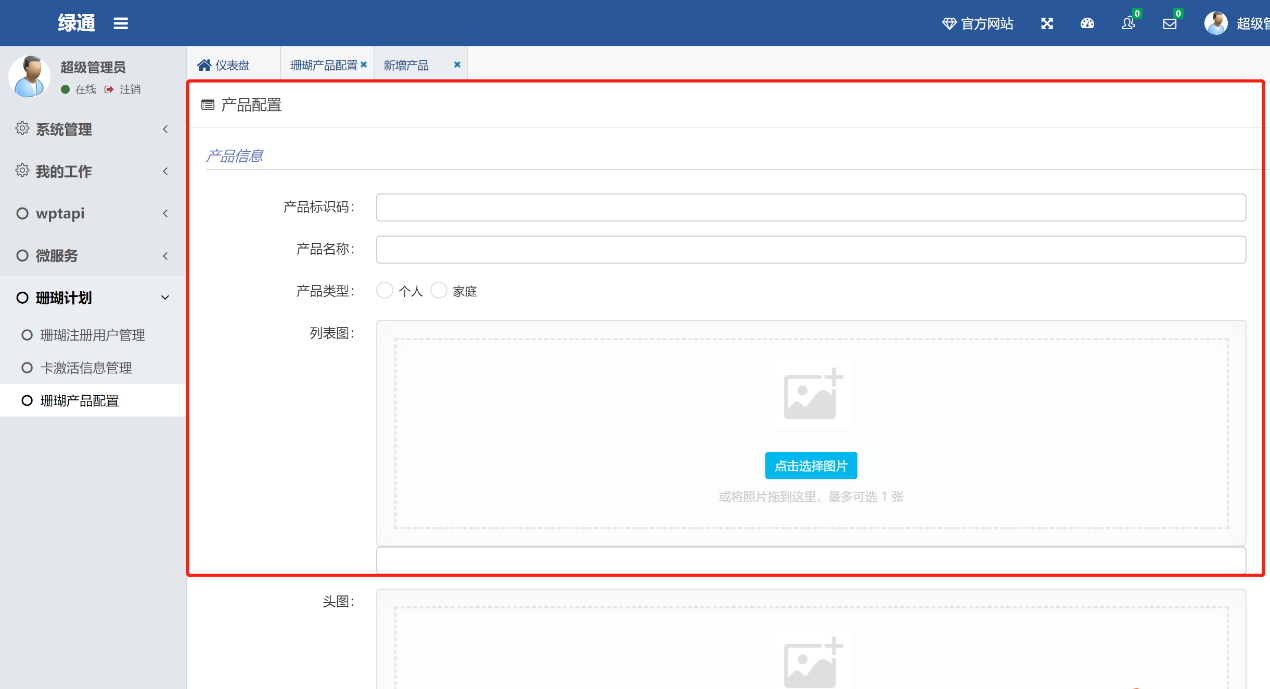 绿通
官方网站
0
0
超级管
超级管理员
在线 注销
系统管理
我的工作
wptapi
微服务
珊瑚计划
珊瑚注册用户管理
卡激活信息管理
珊瑚产品配置
仪表盘 珊瑚产品配置 新增产品
产品配置
产品信息
产品标识码：
产品名称：
产品类型： 个人 家庭
列表图：
点击选择图片
或将照片拖到这里，最多可选 1 张
头图：